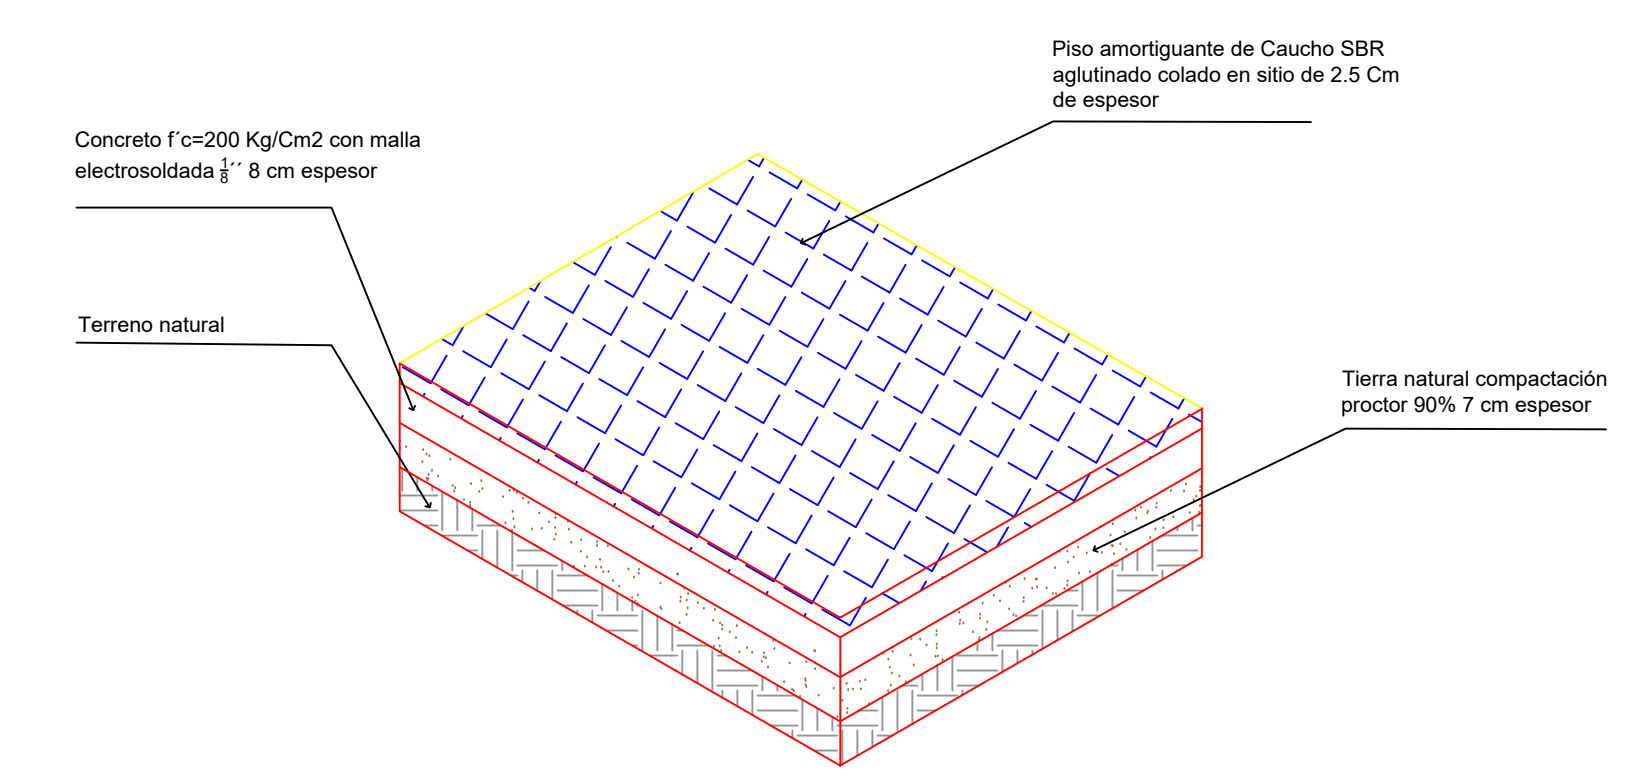 Piso amortiguante de Caucho SBR
aglutinado colado en sitio de 2.5 Cm
de espesor
Concreto f´c=200 Kg/Cm2 con malla
electrosoldada 1/8´´ 8 cm espesor
Terreno natural
Tierra natural compactación
proctor 90% 7 cm espesor